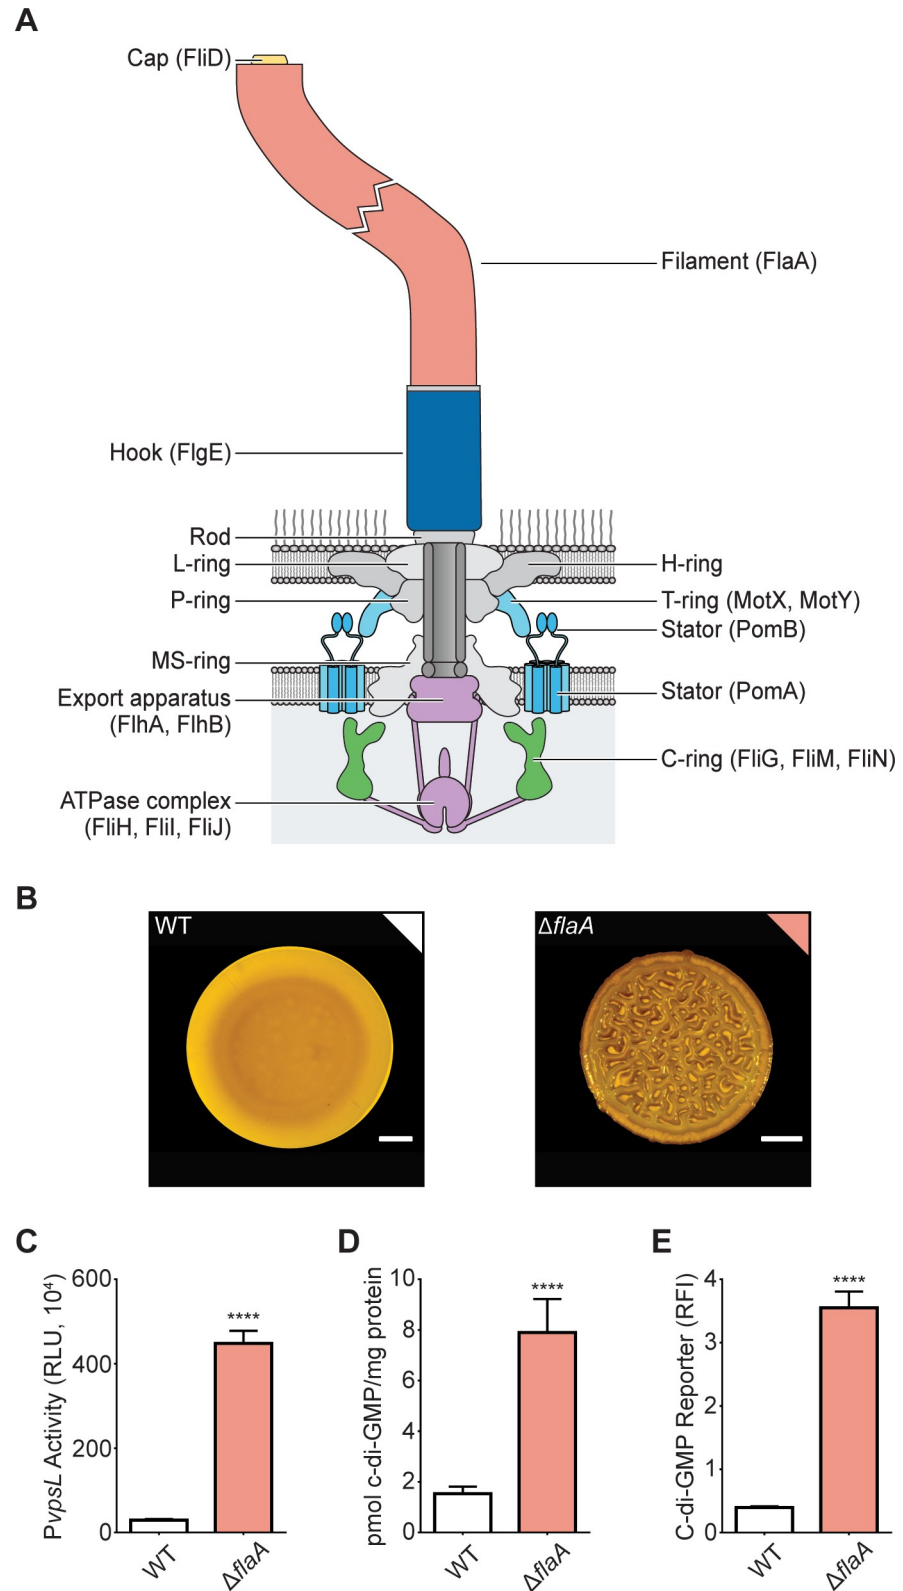 A
Cap (FliD)
Filament (FlaA)
Hook (FlgE)
Rod
L-ring
H-ring
P-ring
T-ring (MotX, MotY)
Stator (PomB)
MS-ring
Stator (PomA)
Export apparatus
(FlhA, FlhB)
C-ring (FliG, FliM, FliN)
ATPase complex
(FliH, FliI, FliJ)
B
WT
ΔflaA
C
PvpsL Activity (RLU, 10⁴)
600
400
200
0
****
WT
ΔflaA
D
pmol c-di-GMP/mg protein
10
8
6
4
2
0
****
WT
ΔflaA
E
C-di-GMP Reporter (RFI)
4
3
2
1
0
****
WT
ΔflaA